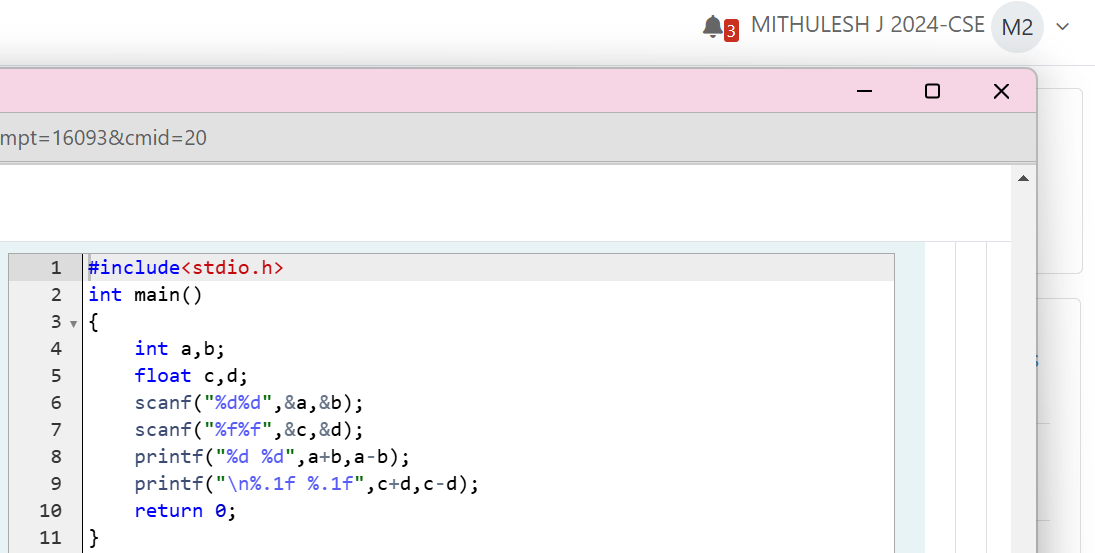 3 MITHULESH J 2024-CSE M2
mpt=16093&cmid=20
1 #include<stdio.h>
2 int main()
3 {
4 int a,b;
5 float c,d;
6 scanf("%d%d",&a,&b);
7 scanf("%f%f",&c,&d);
8 printf("%d %d",a+b,a-b);
9 printf("\n%.1f %.1f",c+d,c-d);
10 return 0;
11 }